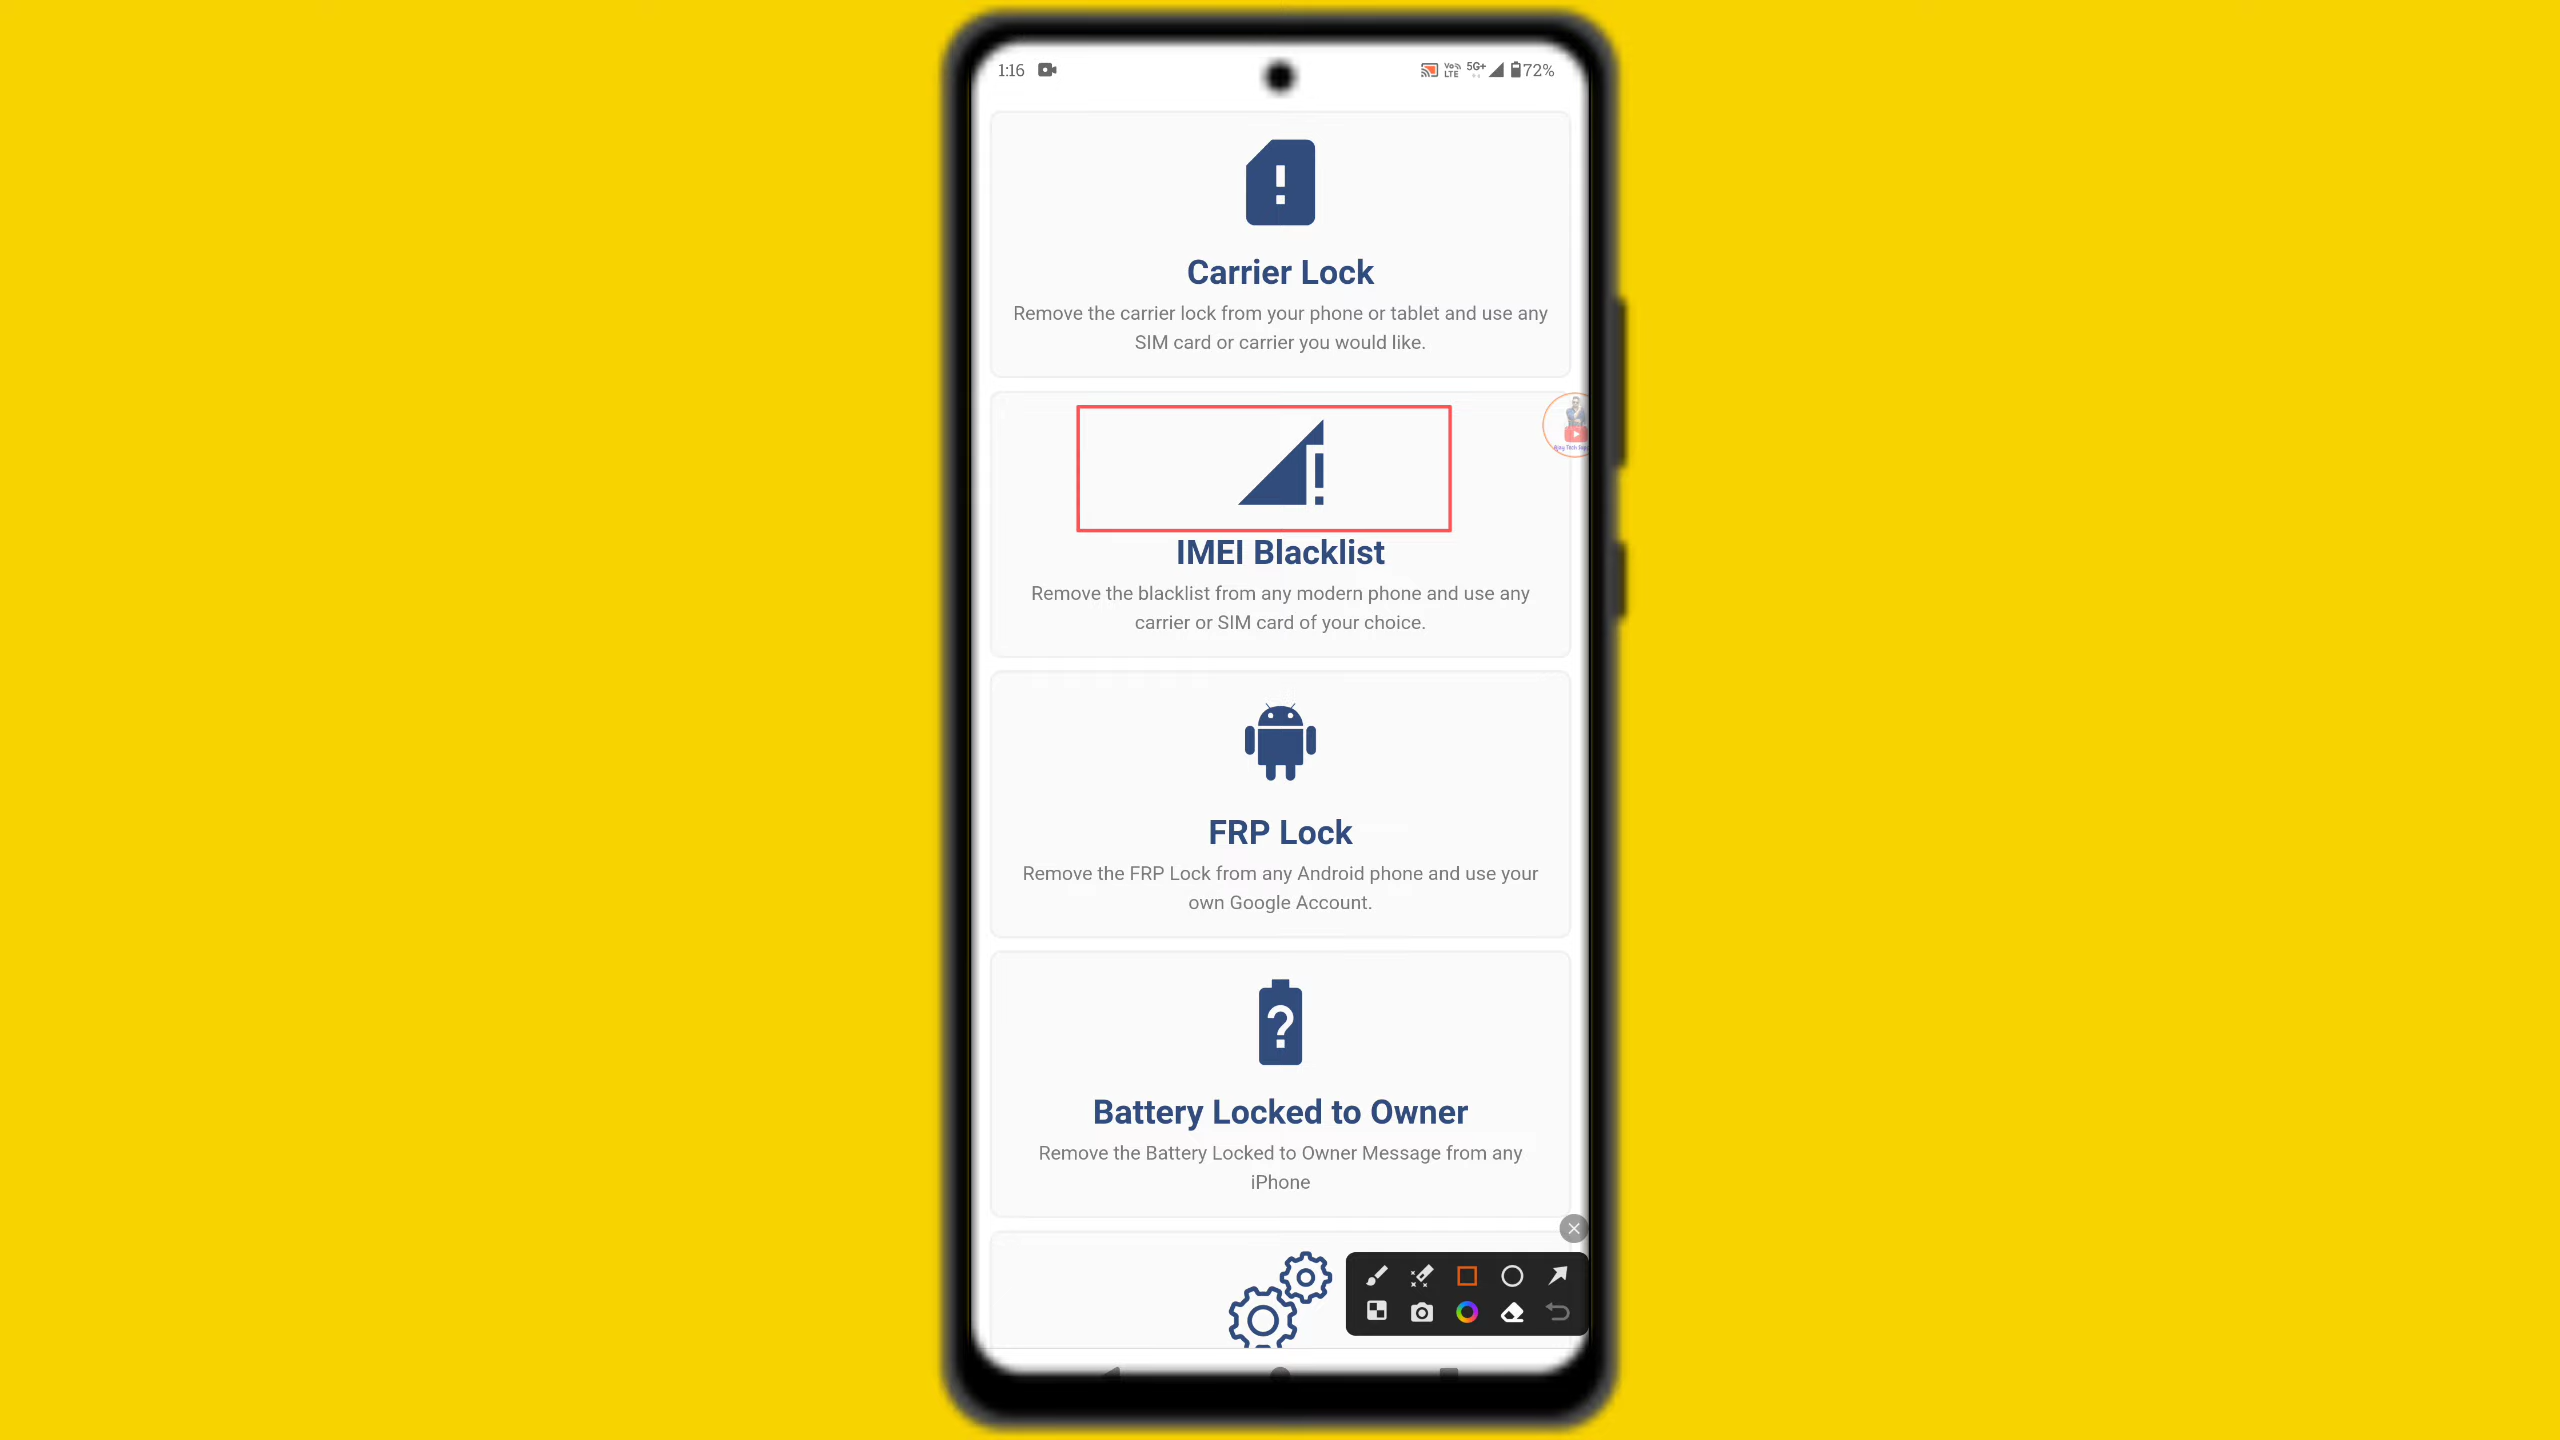 1:16
Vo
LTE
5G+
72%
Carrier Lock
Remove the carrier lock from your phone or tablet and use any
SIM card or carrier you would like.
IMEI Blacklist
Remove the blacklist from any modern phone and use any
carrier or SIM card of your choice.
FRP Lock
Remove the FRP Lock from any Android phone and use your
own Google Account.
Battery Locked to Owner
Remove the Battery Locked to Owner Message from any
iPhone